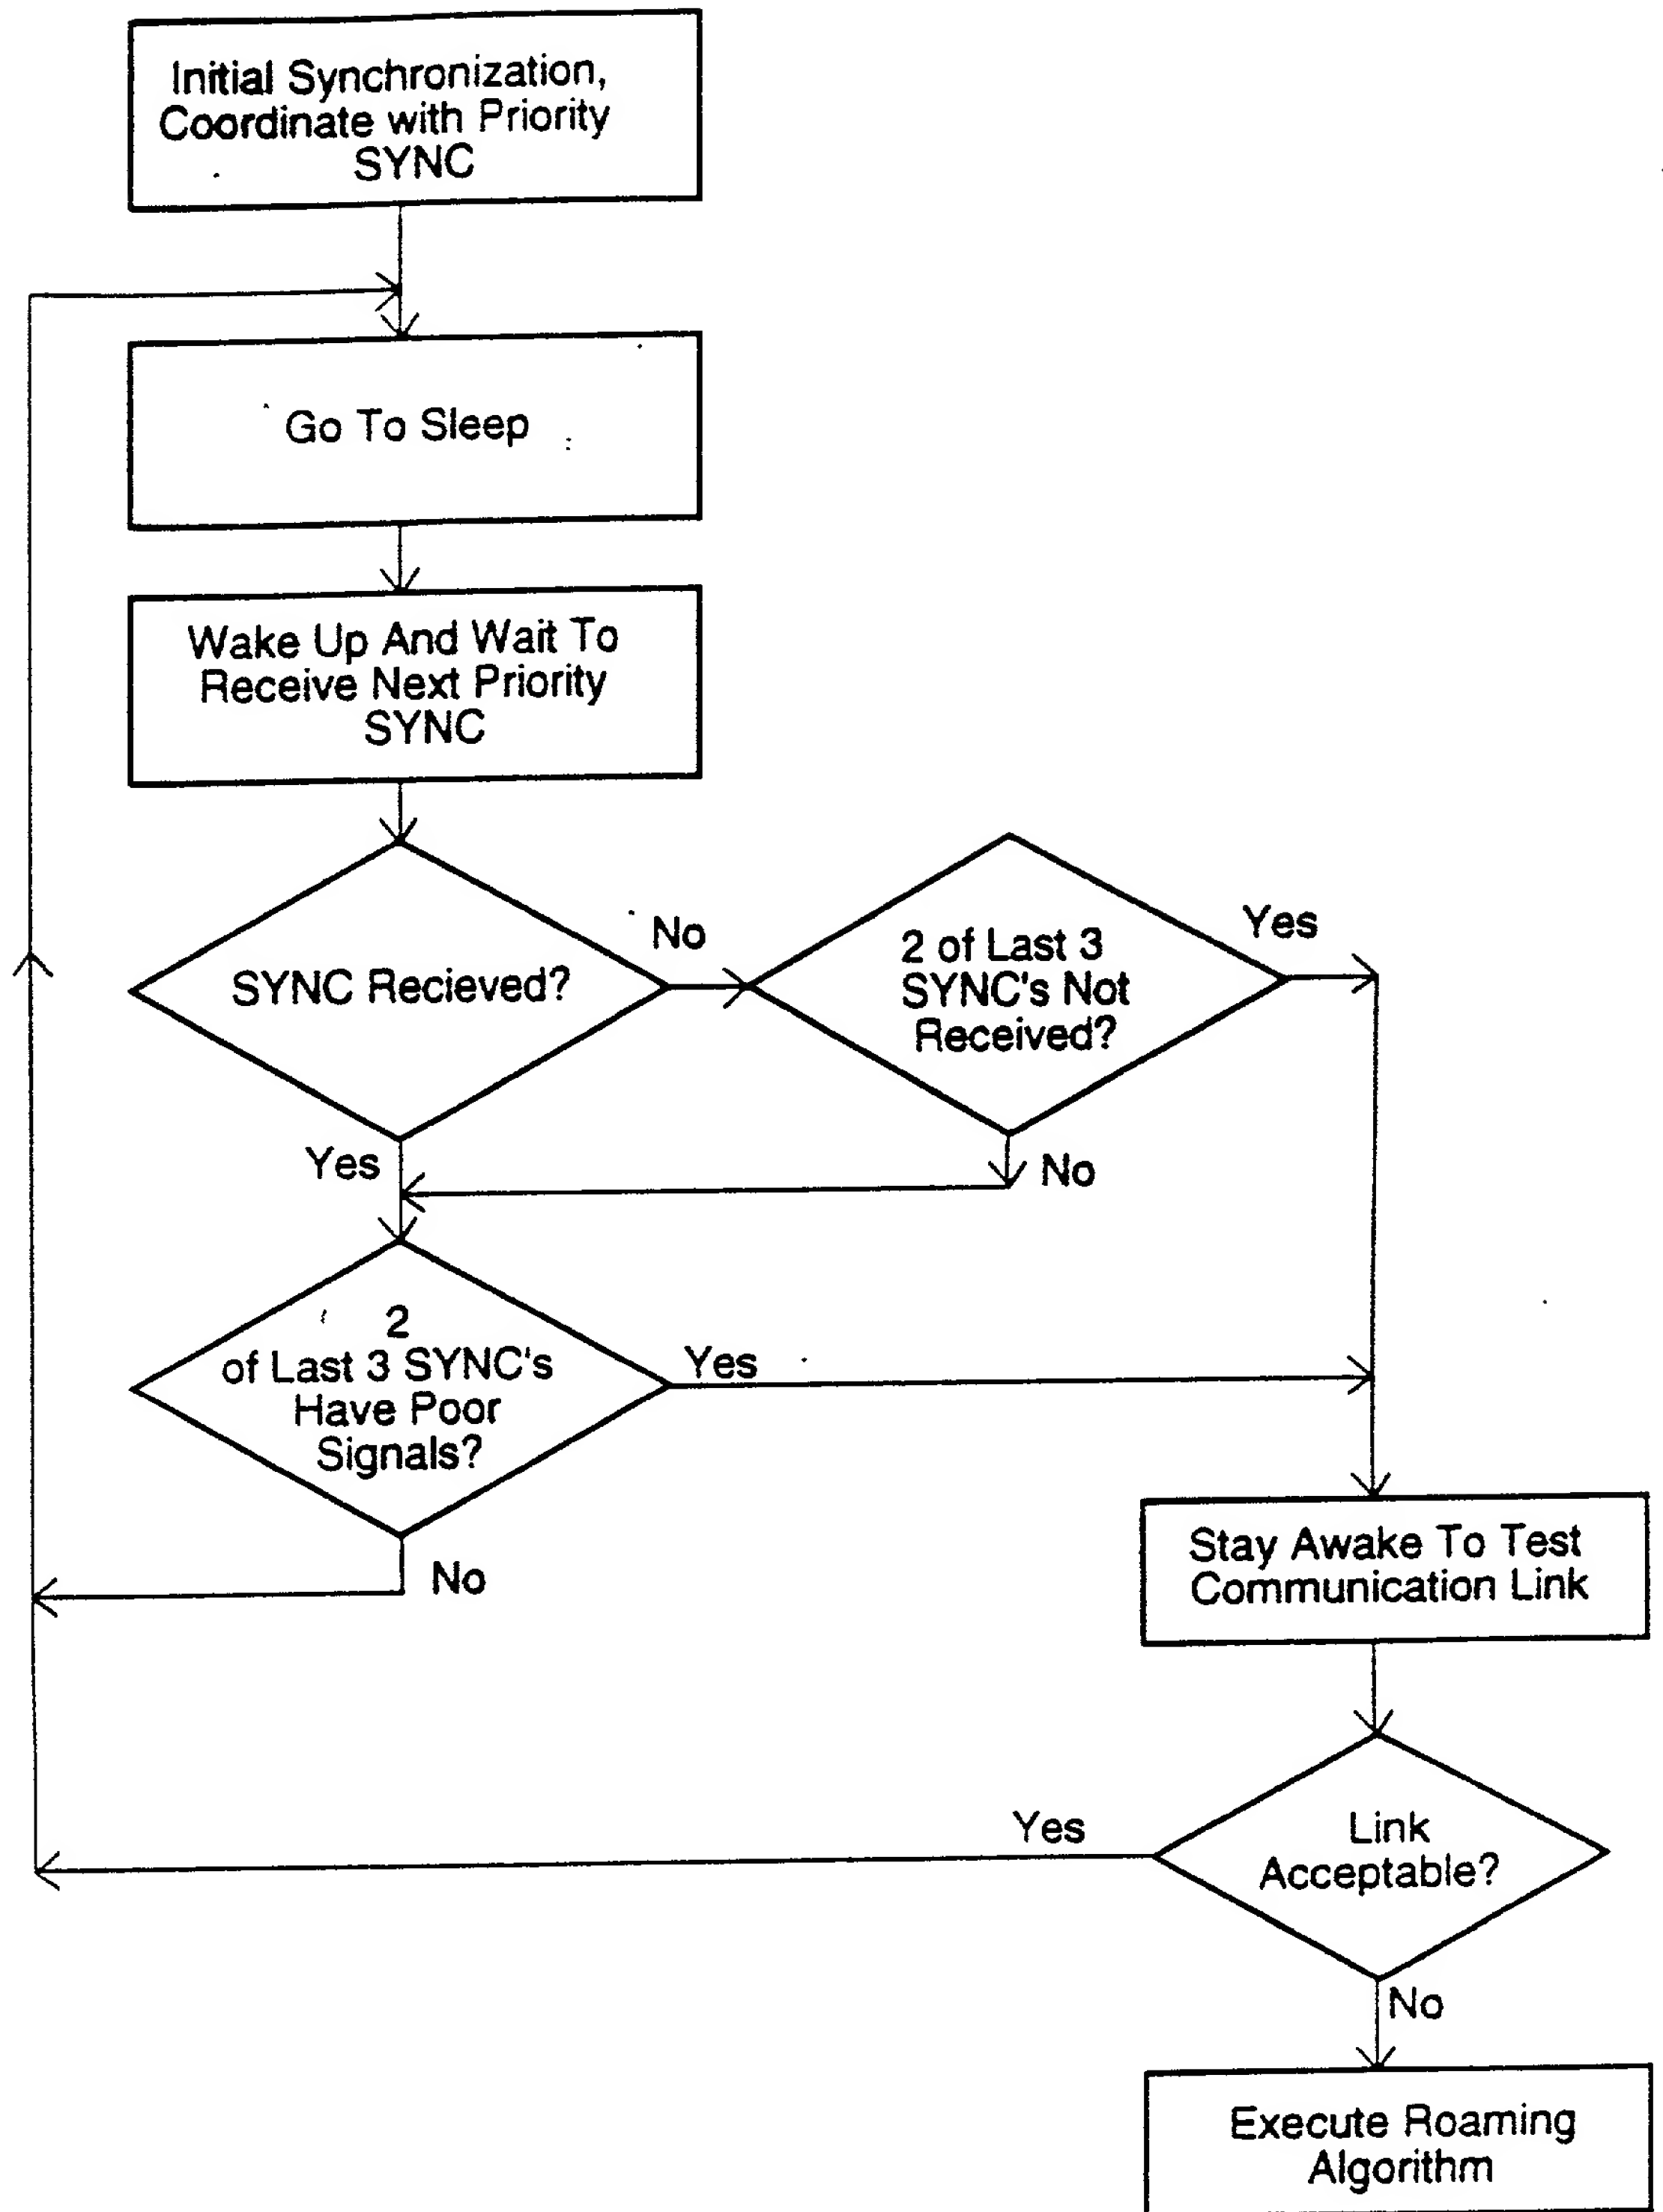 Initial Synchronization,
Coordinate with Priority
SYNC
Go To Sleep
Wake Up And Wait To
Receive Next Priority
SYNC
SYNC Recieved?
No
2 of Last 3
SYNC's Not
Received?
Yes
Yes
No
2
of Last 3 SYNC's
Have Poor
Signals?
Yes
No
Stay Awake To Test
Communication Link
Link
Acceptable?
Yes
No
Execute Roaming
Algorithm